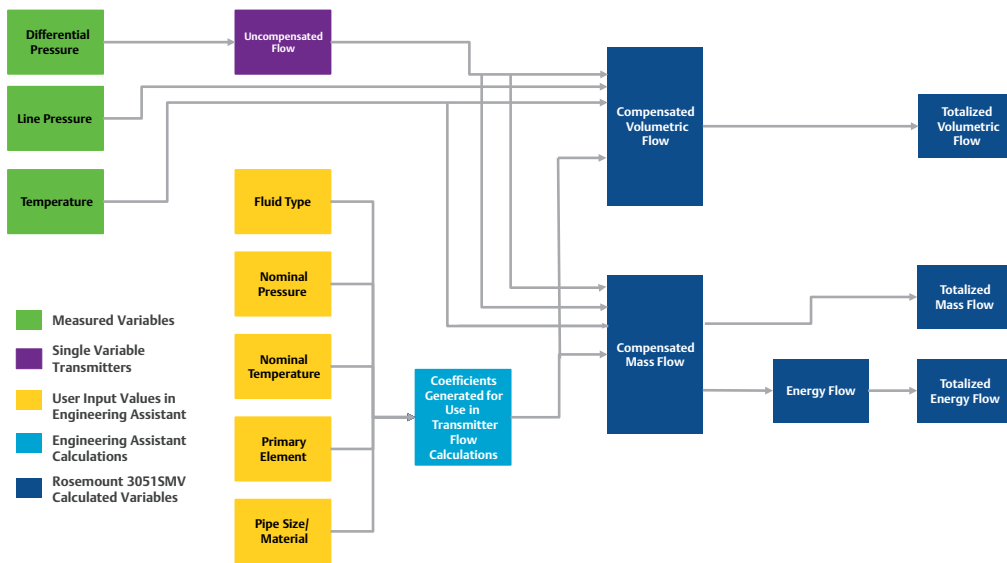 Differential
Pressure
Uncompensated
Flow
Line Pressure
Temperature
Compensated
Volumetric
Flow
Totalized
Volumetric
Flow
Fluid Type
Nominal
Pressure
Nominal
Temperature
Primary
Element
Pipe Size/
Material
Coefficients
Generated for
Use in
Transmitter
Flow
Calculations
Compensated
Mass Flow
Totalized
Mass Flow
Energy Flow
Totalized
Energy Flow
Measured Variables
Single Variable
Transmitters
User Input Values in
Engineering Assistant
Engineering Assistant
Calculations
Rosemount 3051SMV
Calculated Variables